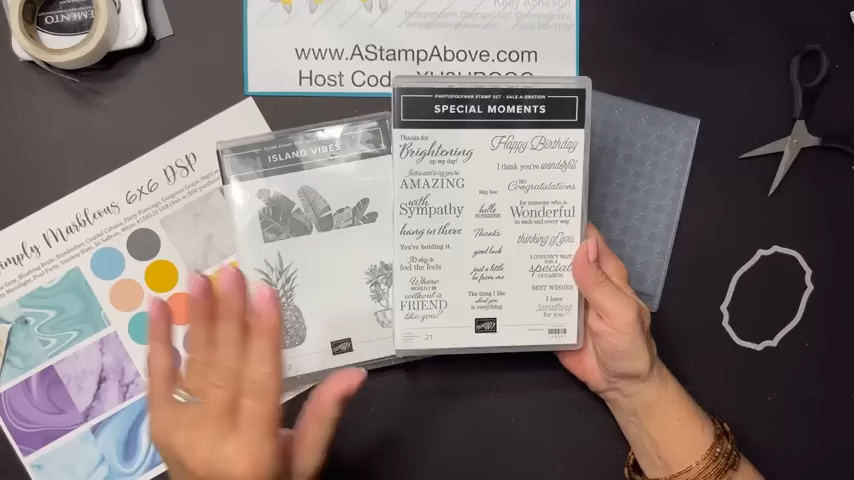 MEMENTO
Kelly Acheson
Independent Stampin' Up! Demonstrator
www.AStampAbove.com
Host Code
PHOTOPOLYMER STAMP SET • SALE-A-BRATION
SPECIAL MOMENTS
ISLAND VIBES
Simply Marbleous 6x6 DSP
Thanks for
Brightening
up my day!
AMAZING
with
Sympathy
hang in there
You're holding it.
It's okay to
feel the feels
Where
WOULD I BE
without a
FRIEND
like you?
Hey, boo
hello
SUNSHINE
Thanks
good luck
just a little
hi from me
The thing I like
about you
is everything
Happy Birthday
I think you're wonderful
BIG
Congratulations
for someone who is
Wonderful
in each and every way
thinking of you
I COULDN'T WAIT
FOR A
special
OCCASION
BEST WISHES
I have
something
for you
21